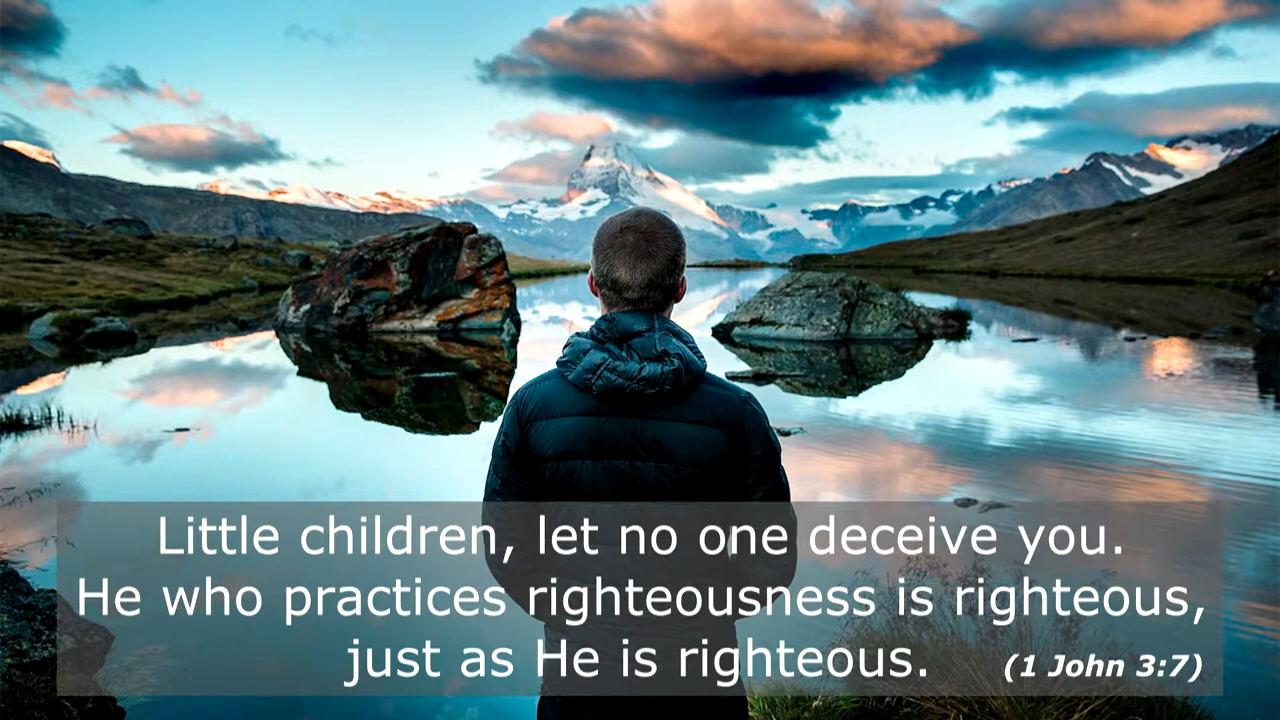 Little children, let no one deceive you.
He who practices righteousness is righteous,
just as He is righteous. (1 John 3:7)